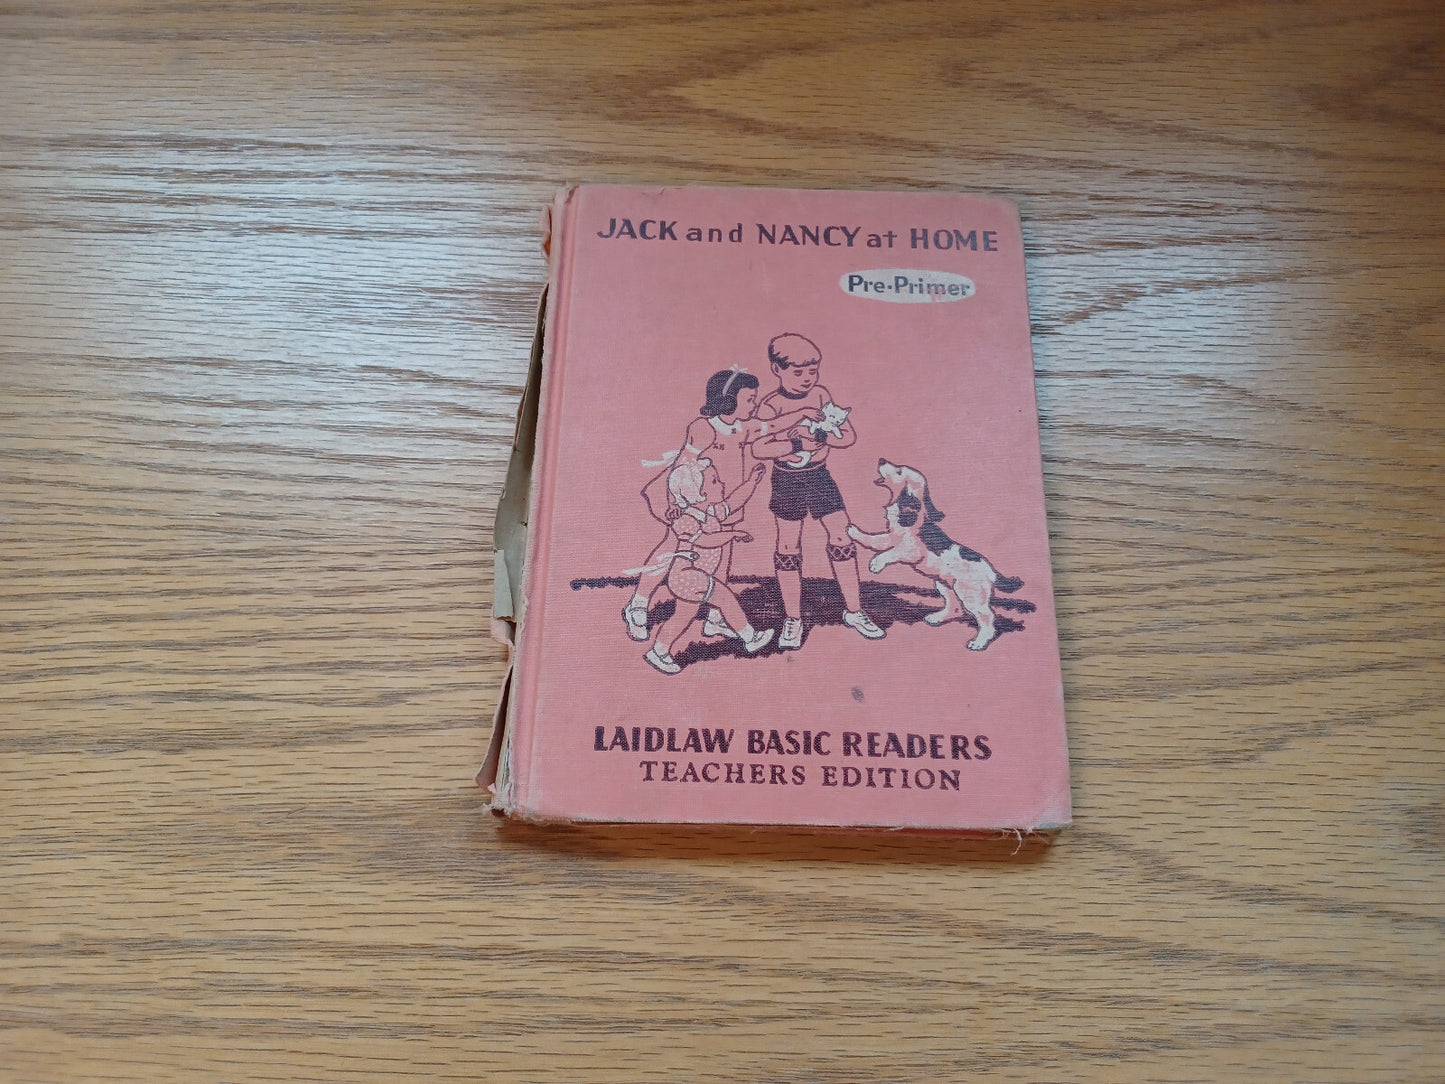 JACK and NANCY at HOME
Pre-Primer
LAIDLAW BASIC READERS
TEACHERS EDITION